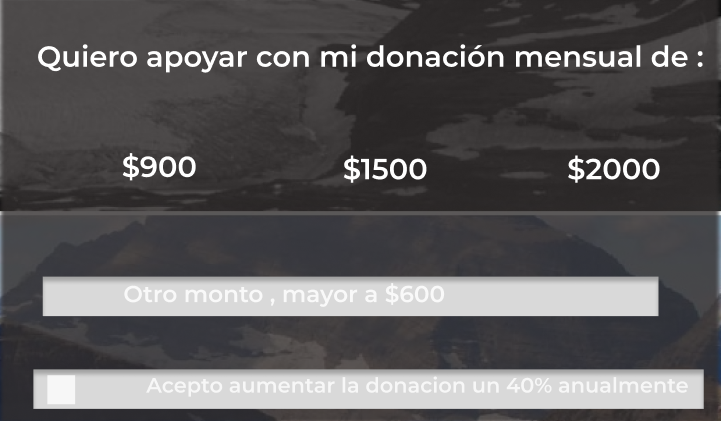 Quiero apoyar con mi donación mensual de :
$900 $1500 $2000
Otro monto , mayor a $600
Acepto aumentar la donacion un 40% anualmente